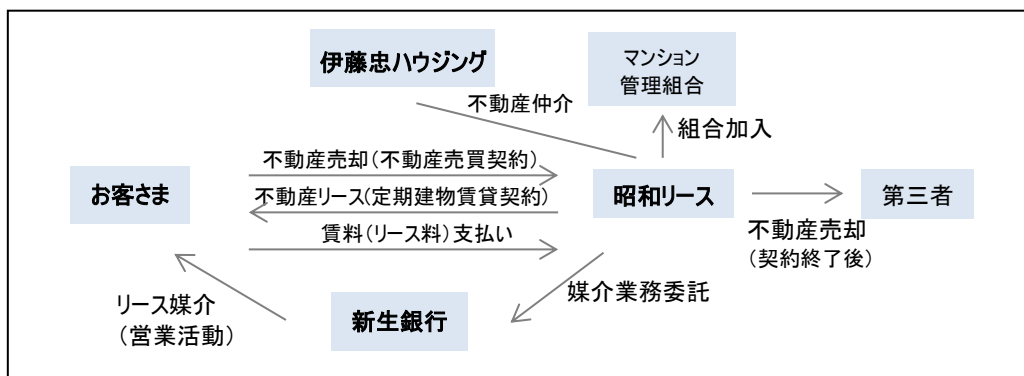 伊藤忠ハウジング
マンション
管理組合
不動産仲介
組合加入
不動産売却(不動産売買契約)
お客さま
不動産リース(定期建物賃貸契約)
昭和リース
第三者
賃料(リース料)支払い
不動産売却
(契約終了後)
媒介業務委託
リース媒介
(営業活動)
新生銀行